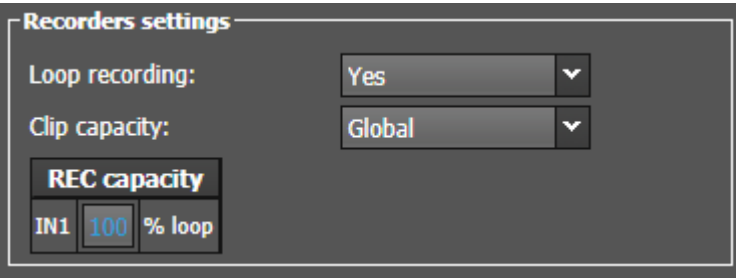 Recorders settings
Loop recording: Yes
Clip capacity: Global
REC capacity
IN1 100 % loop